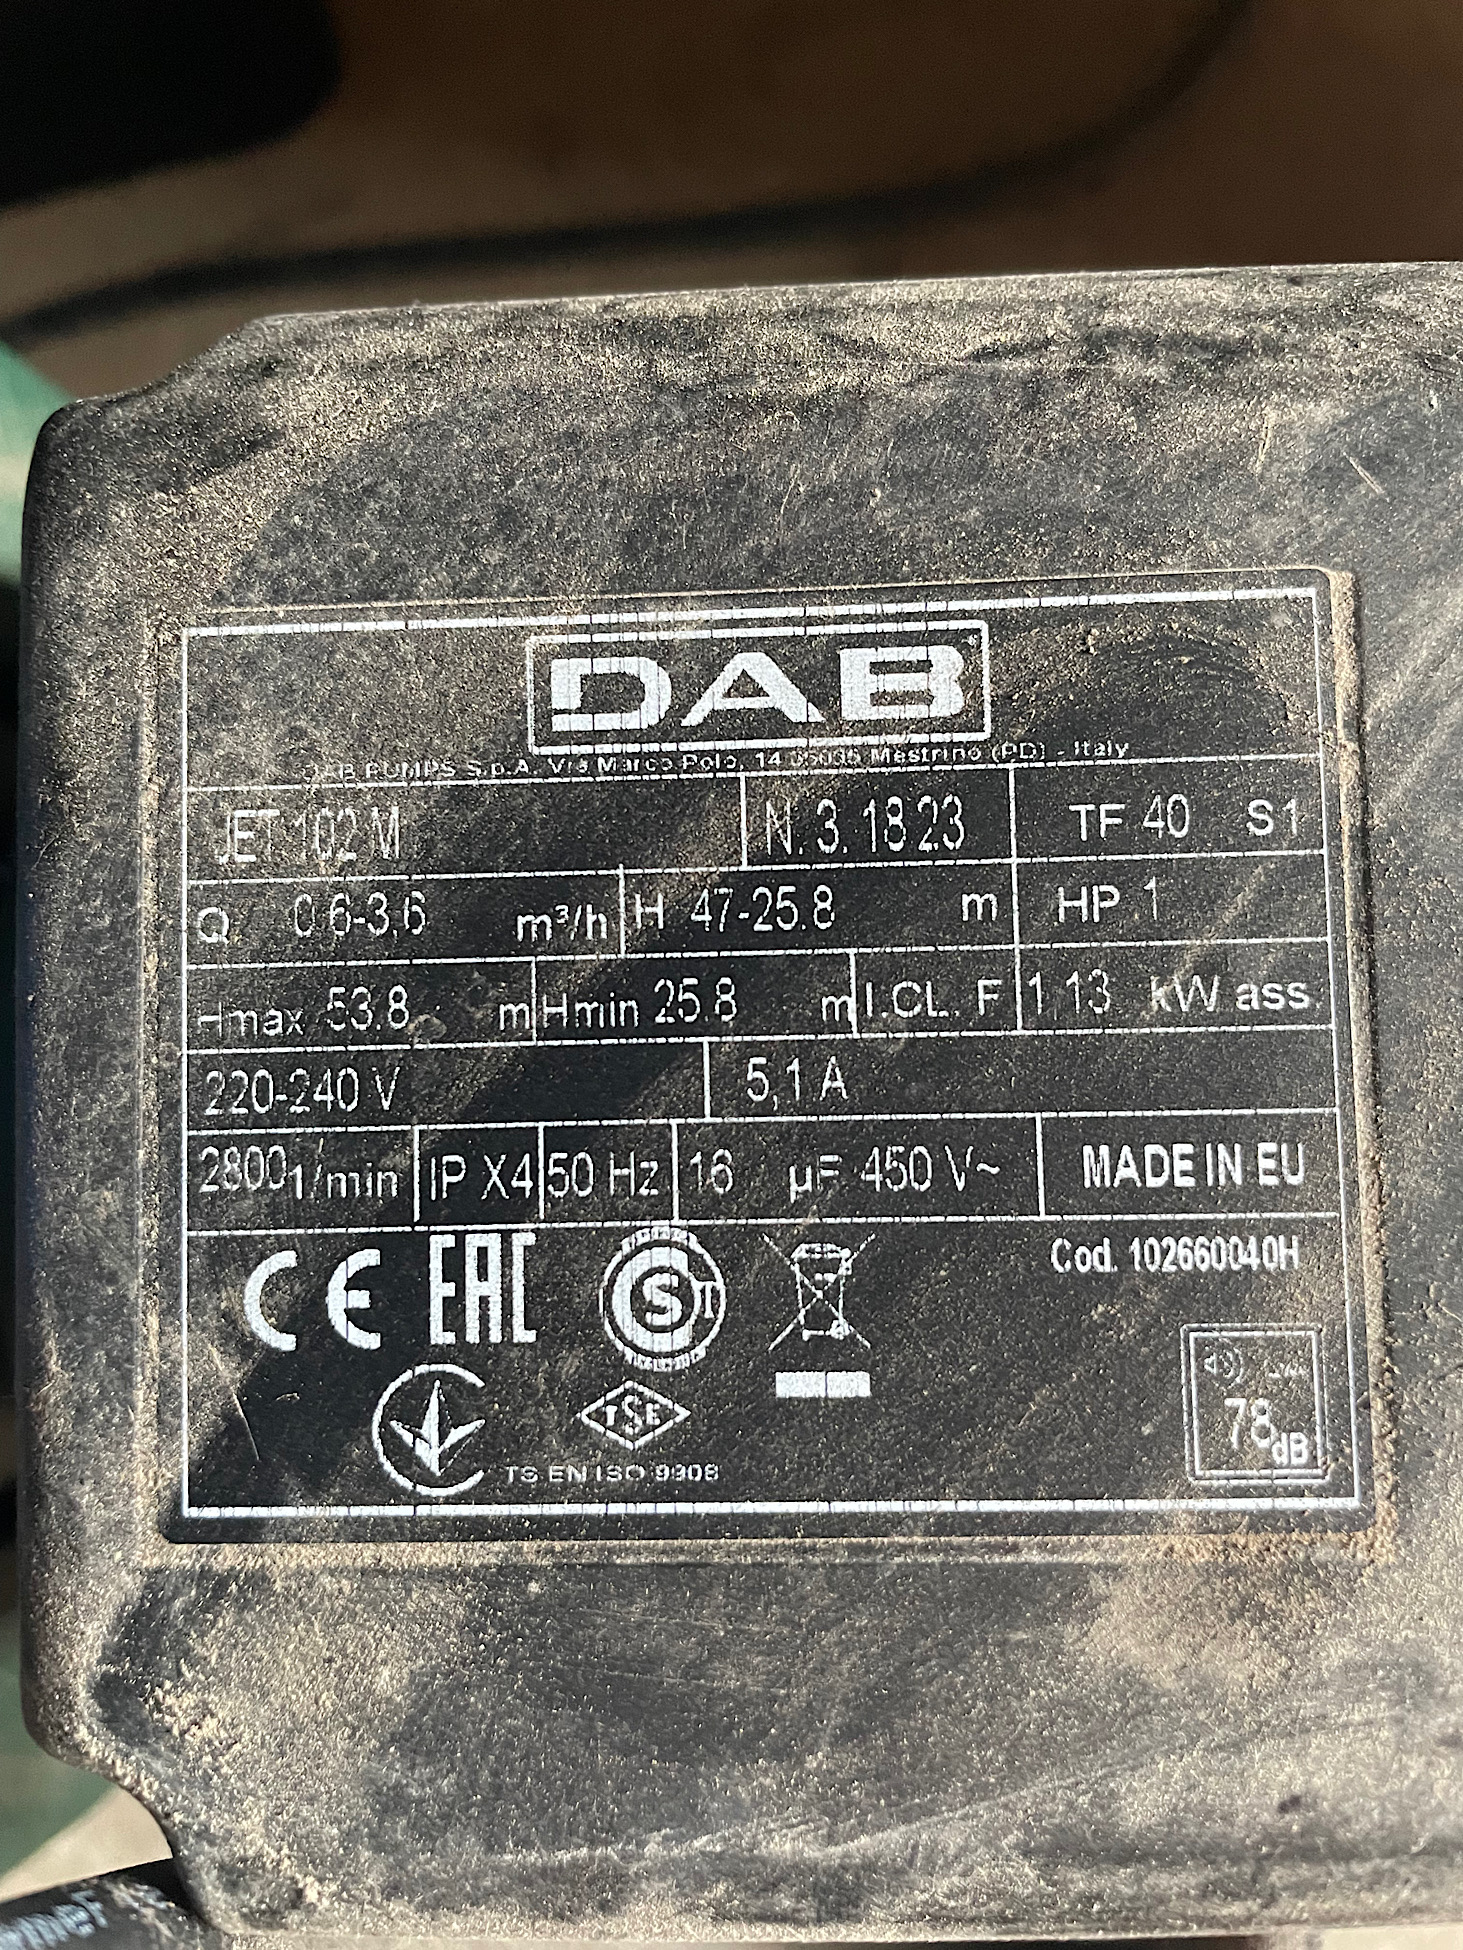 DAB
DAB PUMPS S.p.A. Via Marco Polo, 14 35035 Mestrino (PD) - Italy
JET 102 M N. 3. 18 23 TF 40 S1
Q 0.6-3,6 m³/h H 47-25.8 m HP 1
Hmax 53.8 m Hmin 25.8 m I.CL. F 1,13 kW ass.
220-240 V 5,1 A
2800 1/min IP X4 50 Hz 16 µF 450 V~ MADE IN EU
CE EAC Cod. 102660040H
TSE
TS EN ISO 9908
78 dB